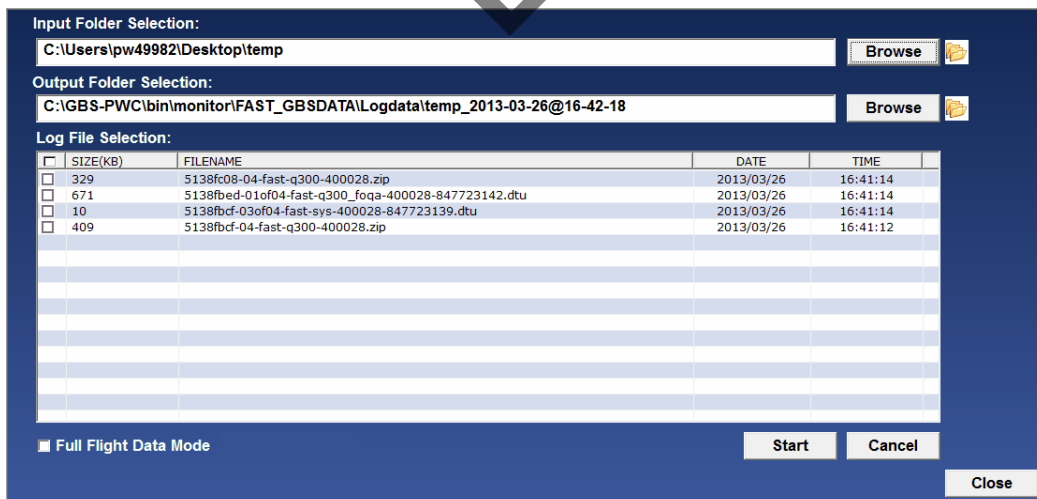 Input Folder Selection:
C:\Users\pw49982\Desktop\temp
Browse
Output Folder Selection:
C:\GBS-PWC\bin\monitor\FAST_GBSDATA\Logdata\temp_2013-03-26@16-42-18
Browse
Log File Selection:
SIZE(KB) FILENAME DATE TIME
329 5138fc08-04-fast-q300-400028.zip 2013/03/26 16:41:14
671 5138fbed-01of04-fast-q300_foqa-400028-847723142.dtu 2013/03/26 16:41:14
10 5138fbcf-03of04-fast-sys-400028-847723139.dtu 2013/03/26 16:41:14
409 5138fbcf-04-fast-q300-400028.zip 2013/03/26 16:41:12
Full Flight Data Mode
Start
Cancel
Close